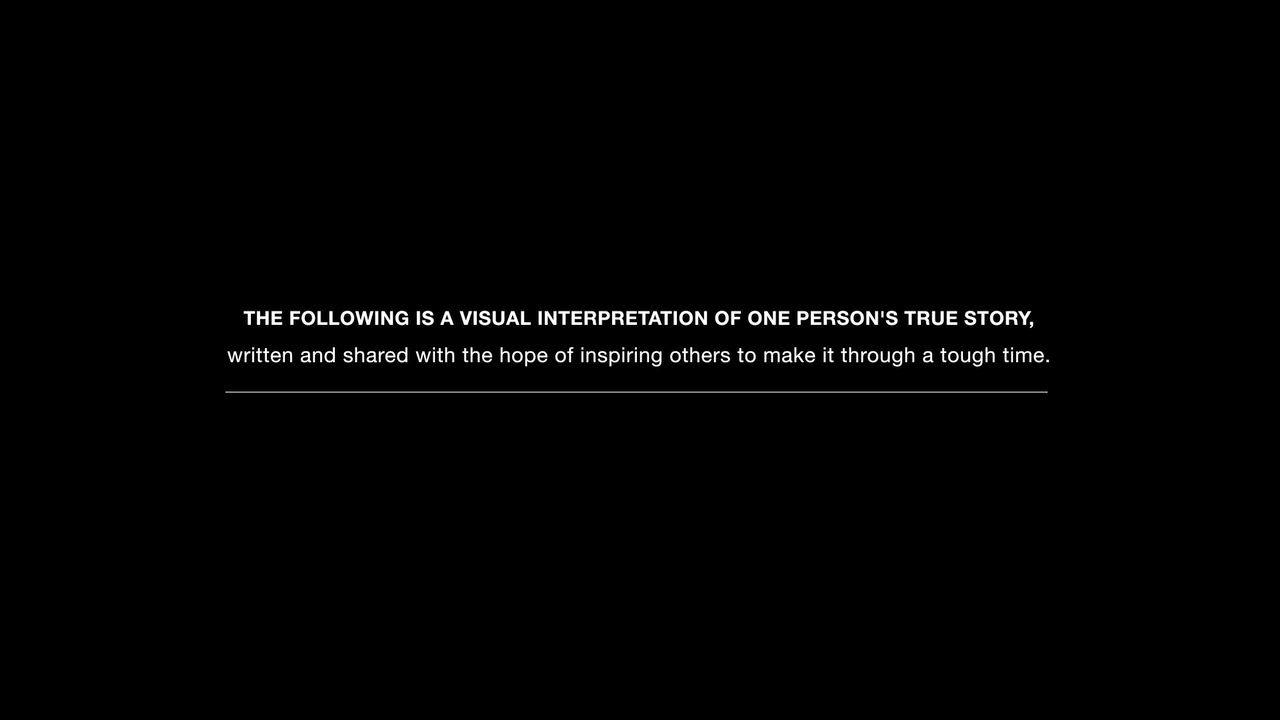 THE FOLLOWING IS A VISUAL INTERPRETATION OF ONE PERSON'S TRUE STORY,
written and shared with the hope of inspiring others to make it through a tough time.